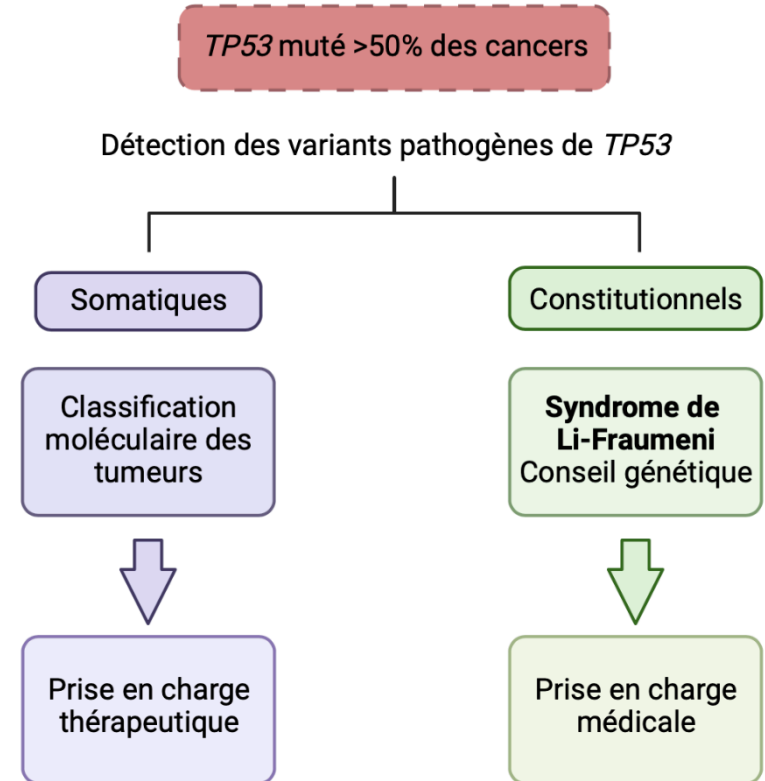 TP53 muté >50% des cancers
Détection des variants pathogènes de TP53
Somatiques
Constitutionnels
Classification
moléculaire des
tumeurs
Syndrome de
Li-Fraumeni
Conseil génétique
Prise en charge
thérapeutique
Prise en charge
médicale